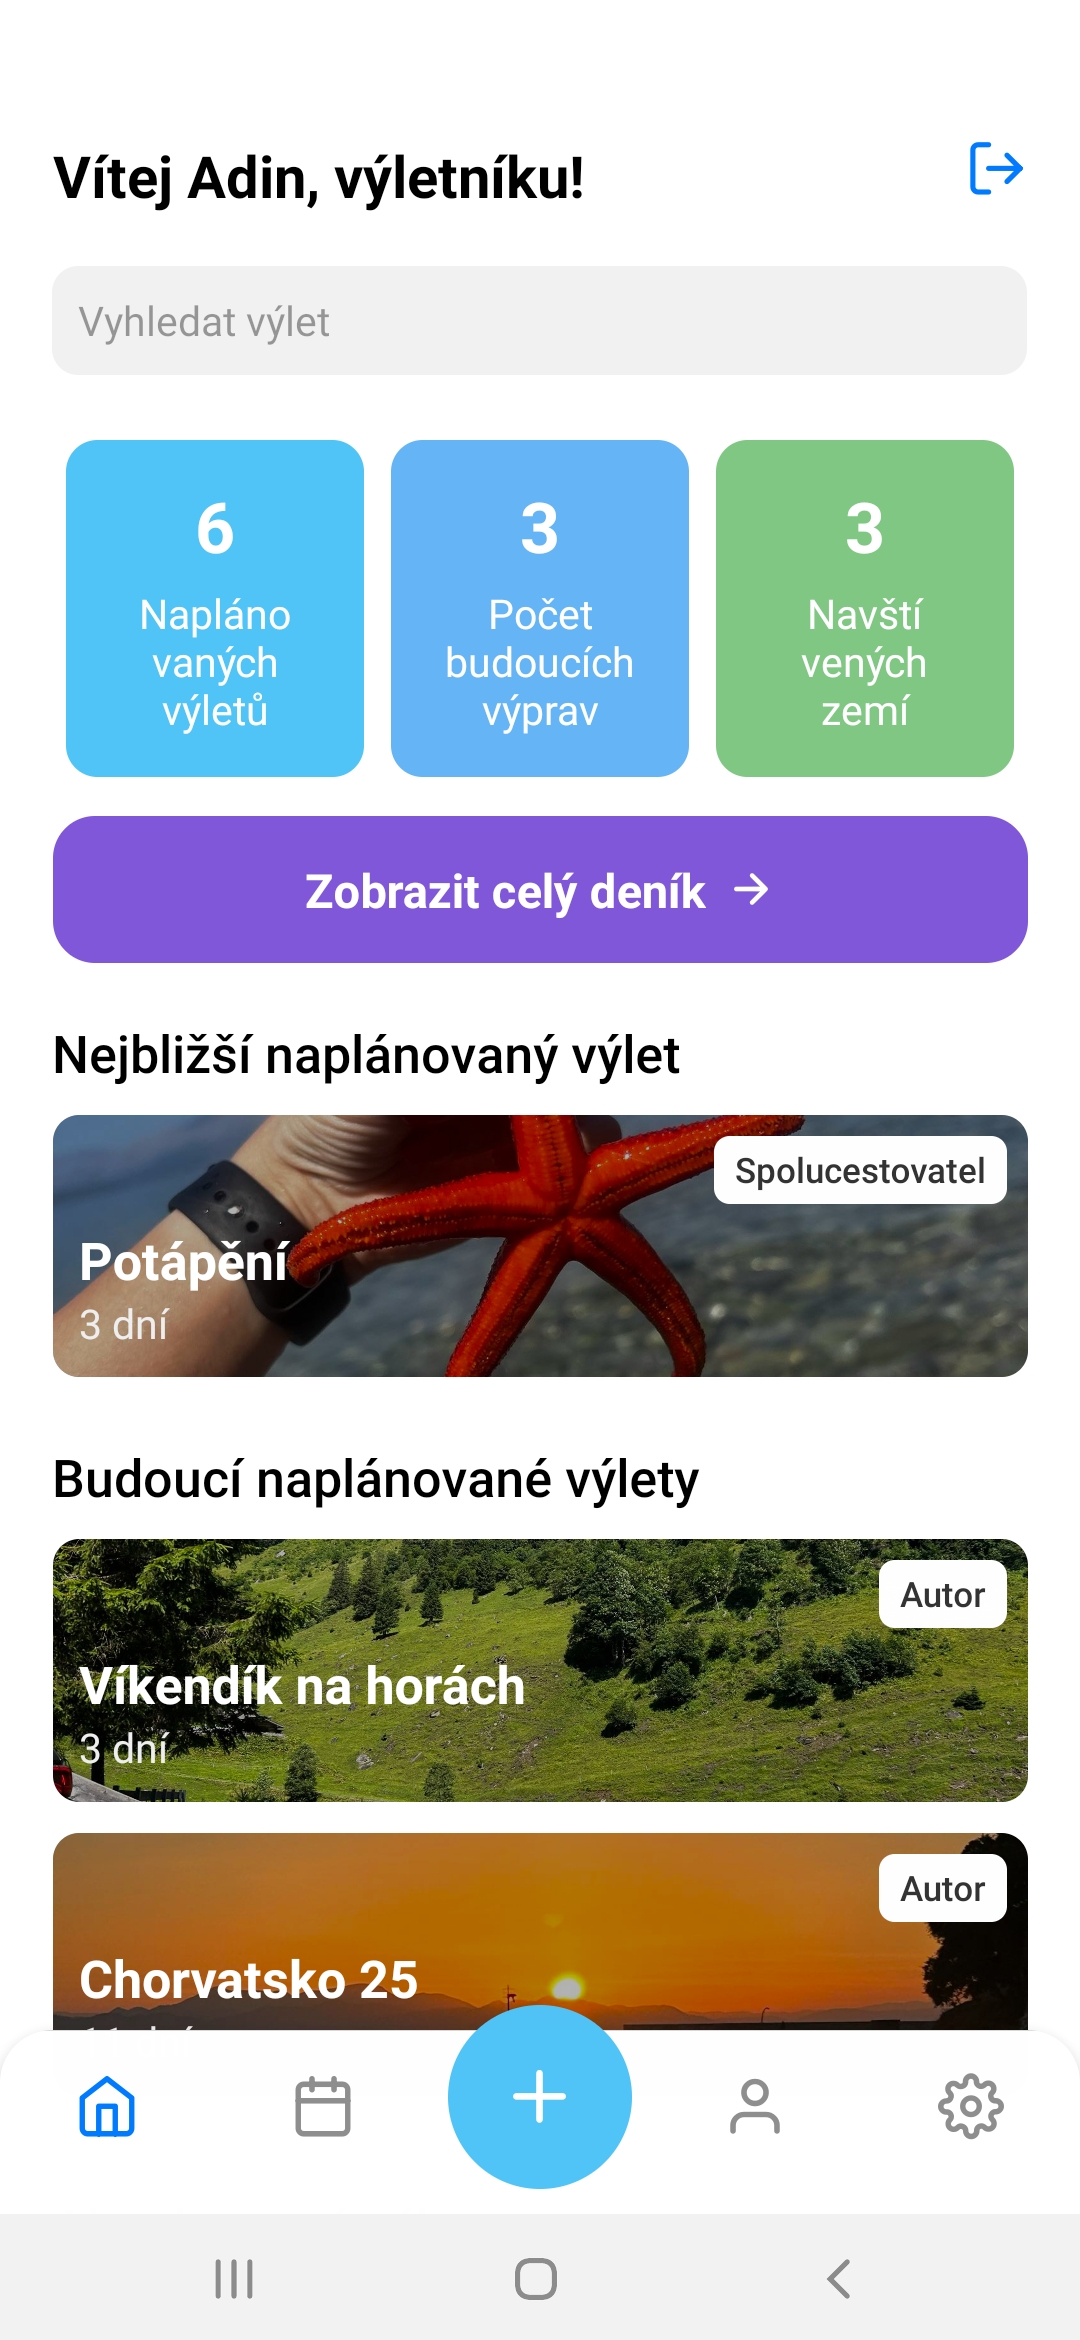 Vítej Adin, výletníku!
Vyhledat výlet
6
Napláno
vaných
výletů
3
Počet
budoucích
výprav
3
Navští
vených
zemí
Zobrazit celý deník
Nejbližší naplánovaný výlet
Spolucestovatel
Potápění
3 dní
Budoucí naplánované výlety
Autor
Víkendík na horách
3 dní
Autor
Chorvatsko 25